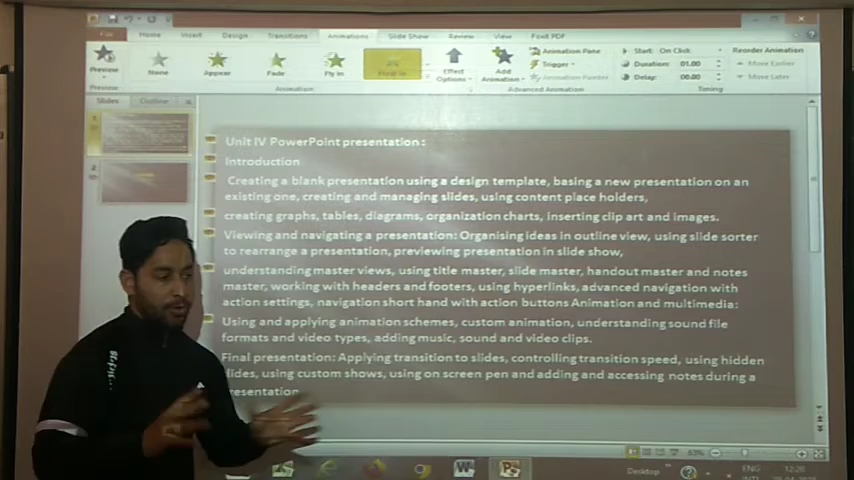 File Home Insert Design Transitions Animations Slide Show Review View Foxit PDF
Preview None Appear Fade Fly In Float In Effect Options Add Animation Animation Pane Trigger Animation Painter Start: On Click Duration: 01.00 Delay: 00.00 Reorder Animation Move Earlier Move Later
Preview Animation Advanced Animation Timing
Slides Outline
1
2
Unit IV PowerPoint presentation :
Introduction
Creating a blank presentation using a design template, basing a new presentation on an
existing one, creating and managing slides, using content place holders,
creating graphs, tables, diagrams, organization charts, inserting clip art and images.
Viewing and navigating a presentation: Organising ideas in outline view, using slide sorter
to rearrange a presentation, previewing presentation in slide show,
understanding master views, using title master, slide master, handout master and notes
master, working with headers and footers, using hyperlinks, advanced navigation with
action settings, navigation short hand with action buttons Animation and multimedia:
Using and applying animation schemes, custom animation, understanding sound file
formats and video types, adding music, sound and video clips.
Final presentation: Applying transition to slides, controlling transition speed, using hidden
slides, using custom shows, using on screen pen and adding and accessing notes during a
presentation
63%
Desktop ENG 12:28
INTL